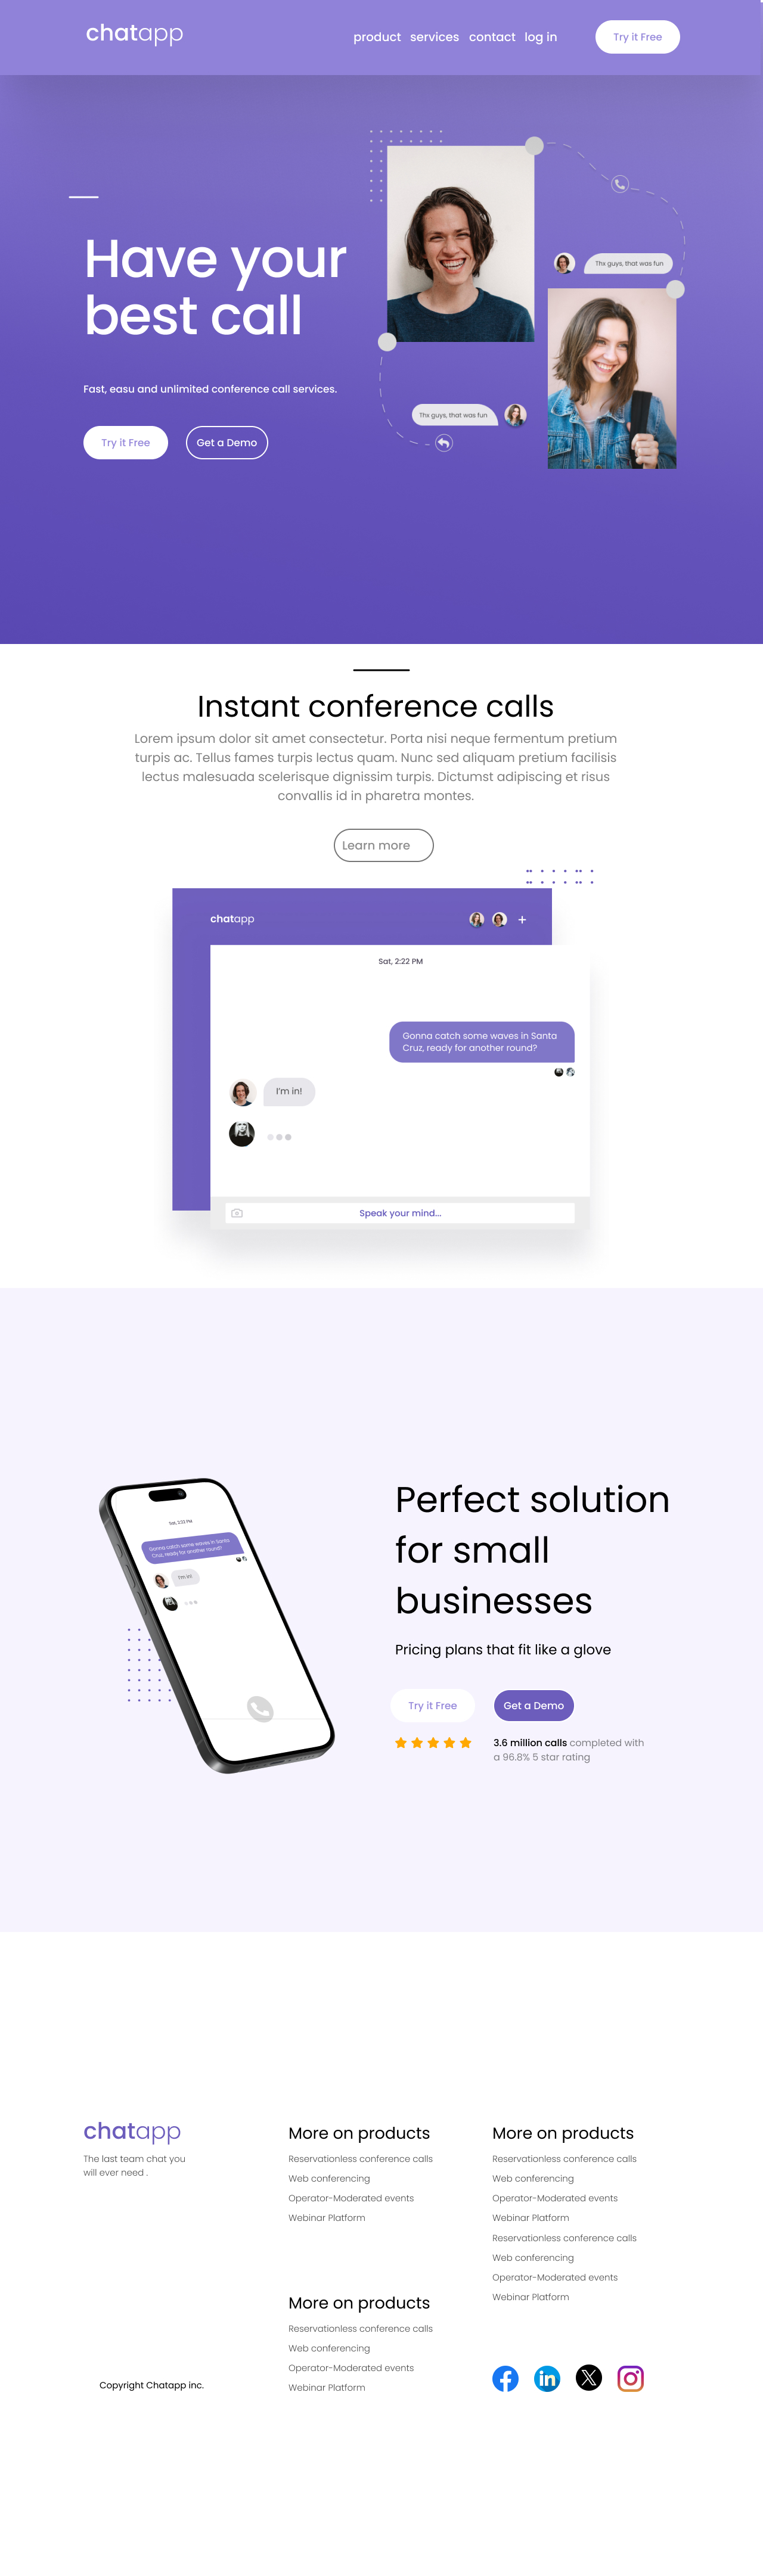 chatapp
product services contact log in
Try it Free
Have your
best call
Fast, easu and unlimited conference call services.
Try it Free
Get a Demo
Thx guys, that was fun
Thx guys, that was fun
Instant conference calls
Lorem ipsum dolor sit amet consectetur. Porta nisi neque fermentum pretium
turpis ac. Tellus fames turpis lectus quam. Nunc sed aliquam pretium facilisis
lectus malesuada scelerisque dignissim turpis. Dictumst adipiscing et risus
convallis id in pharetra montes.
Learn more
chatapp
+
Sat, 2:22 PM
Gonna catch some waves in Santa
Cruz, ready for another round?
I'm in!
Speak your mind...
Sat, 2:22 PM
Gonna catch some waves in Santa
Cruz, ready for another round?
I'm in!
Perfect solution
for small
businesses
Pricing plans that fit like a glove
Try it Free
Get a Demo
3.6 million calls completed with
a 96.8% 5 star rating
chatapp
The last team chat you
will ever need .
More on products
Reservationless conference calls
Web conferencing
Operator-Moderated events
Webinar Platform
More on products
Reservationless conference calls
Web conferencing
Operator-Moderated events
Webinar Platform
Reservationless conference calls
Web conferencing
Operator-Moderated events
Webinar Platform
More on products
Reservationless conference calls
Web conferencing
Operator-Moderated events
Webinar Platform
Copyright Chatapp inc.
in